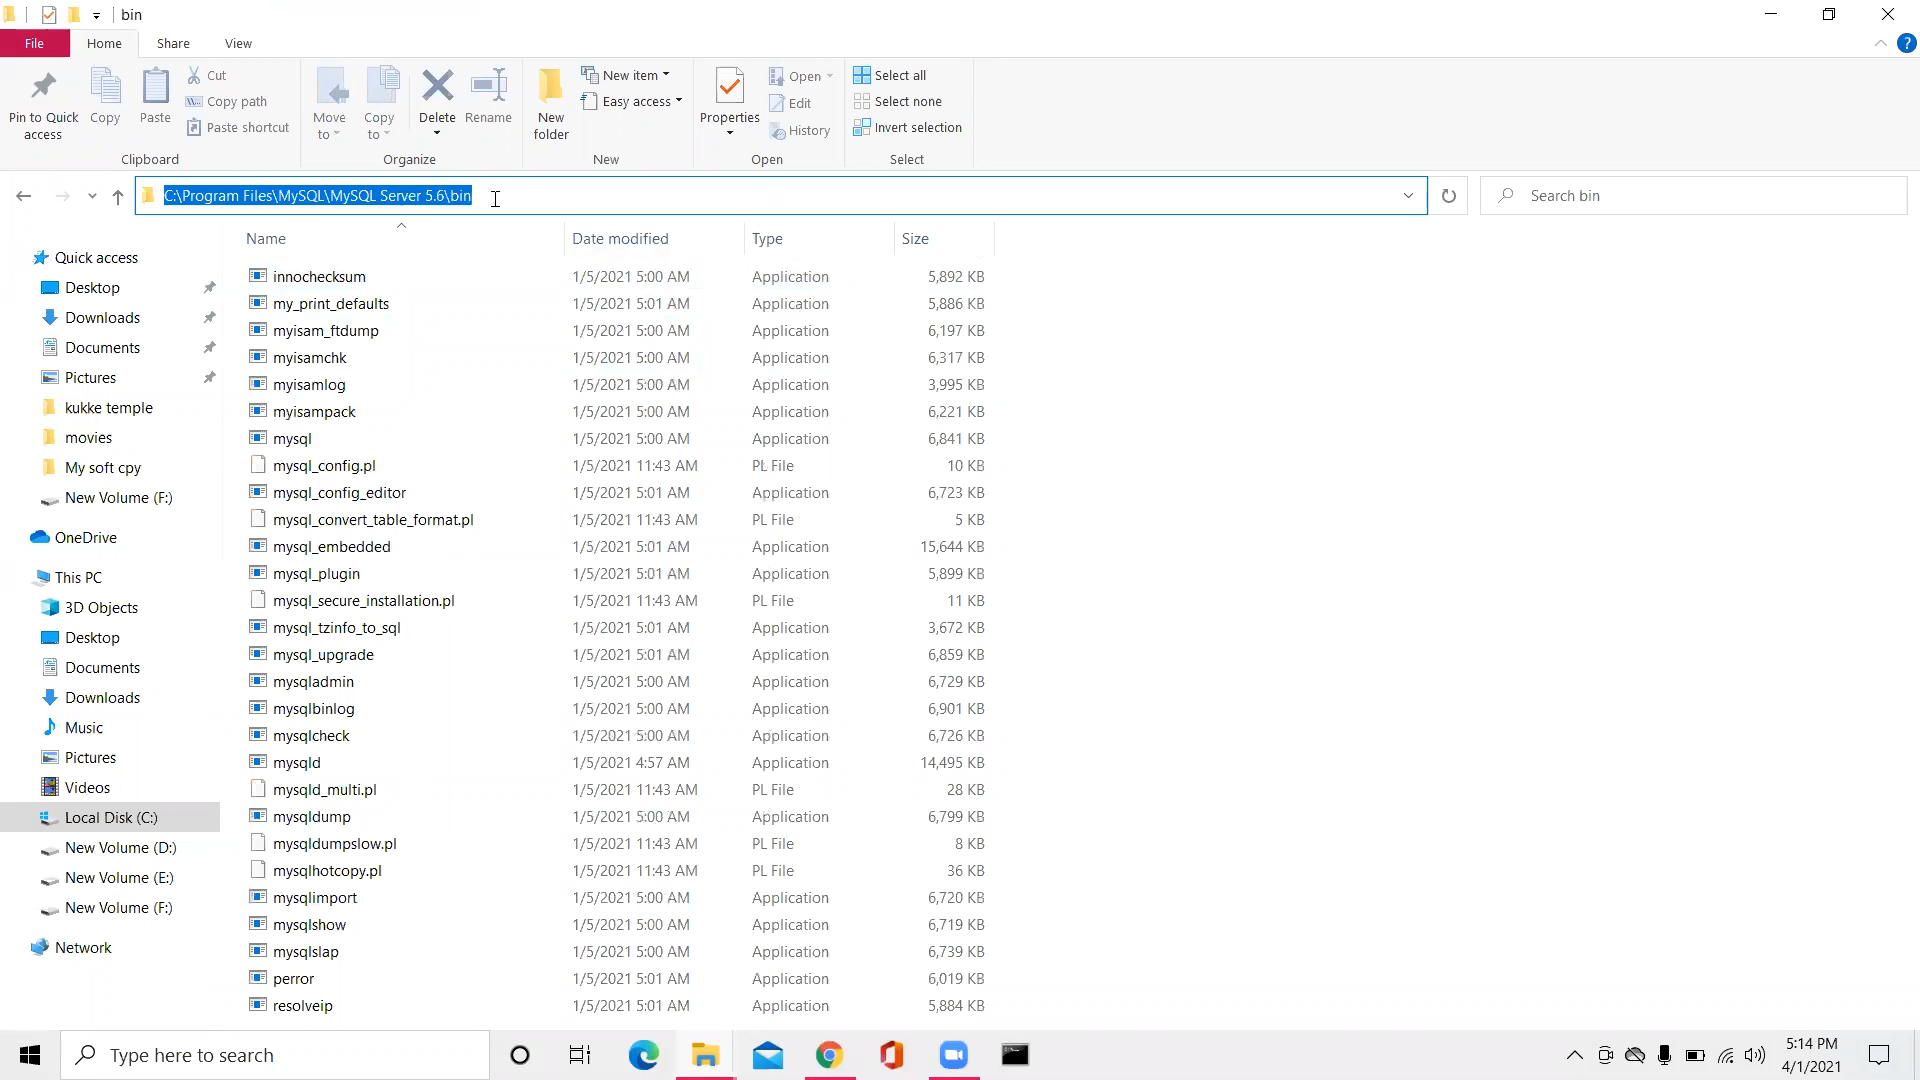 bin
File
Home
Share
View
Pin to Quick access
Copy
Paste
Cut
Copy path
Paste shortcut
Clipboard
Move to
Copy to
Delete
Rename
Organize
New folder
New item
Easy access
New
Properties
Open
Edit
History
Open
Select all
Select none
Invert selection
Select
C:\Program Files\MySQL\MySQL Server 5.6\bin
Search bin
Quick access
Desktop
Downloads
Documents
Pictures
kukke temple
movies
My soft cpy
New Volume (F:)
OneDrive
This PC
3D Objects
Desktop
Documents
Downloads
Music
Pictures
Videos
Local Disk (C:)
New Volume (D:)
New Volume (E:)
New Volume (F:)
Network
Name Date modified Type Size
innochecksum 1/5/2021 5:00 AM Application 5,892 KB
my_print_defaults 1/5/2021 5:01 AM Application 5,886 KB
myisam_ftdump 1/5/2021 5:00 AM Application 6,197 KB
myisamchk 1/5/2021 5:00 AM Application 6,317 KB
myisamlog 1/5/2021 5:00 AM Application 3,995 KB
myisampack 1/5/2021 5:00 AM Application 6,221 KB
mysql 1/5/2021 5:00 AM Application 6,841 KB
mysql_config.pl 1/5/2021 11:43 AM PL File 10 KB
mysql_config_editor 1/5/2021 5:01 AM Application 6,723 KB
mysql_convert_table_format.pl 1/5/2021 11:43 AM PL File 5 KB
mysql_embedded 1/5/2021 5:01 AM Application 15,644 KB
mysql_plugin 1/5/2021 5:01 AM Application 5,899 KB
mysql_secure_installation.pl 1/5/2021 11:43 AM PL File 11 KB
mysql_tzinfo_to_sql 1/5/2021 5:01 AM Application 3,672 KB
mysql_upgrade 1/5/2021 5:01 AM Application 6,859 KB
mysqladmin 1/5/2021 5:00 AM Application 6,729 KB
mysqlbinlog 1/5/2021 5:00 AM Application 6,901 KB
mysqlcheck 1/5/2021 5:00 AM Application 6,726 KB
mysqld 1/5/2021 4:57 AM Application 14,495 KB
mysqld_multi.pl 1/5/2021 11:43 AM PL File 28 KB
mysqldump 1/5/2021 5:00 AM Application 6,799 KB
mysqldumpslow.pl 1/5/2021 11:43 AM PL File 8 KB
mysqlhotcopy.pl 1/5/2021 11:43 AM PL File 36 KB
mysqlimport 1/5/2021 5:00 AM Application 6,720 KB
mysqlshow 1/5/2021 5:00 AM Application 6,719 KB
mysqlslap 1/5/2021 5:00 AM Application 6,739 KB
perror 1/5/2021 5:01 AM Application 6,019 KB
resolveip 1/5/2021 5:01 AM Application 5,884 KB
Type here to search
5:14 PM
4/1/2021